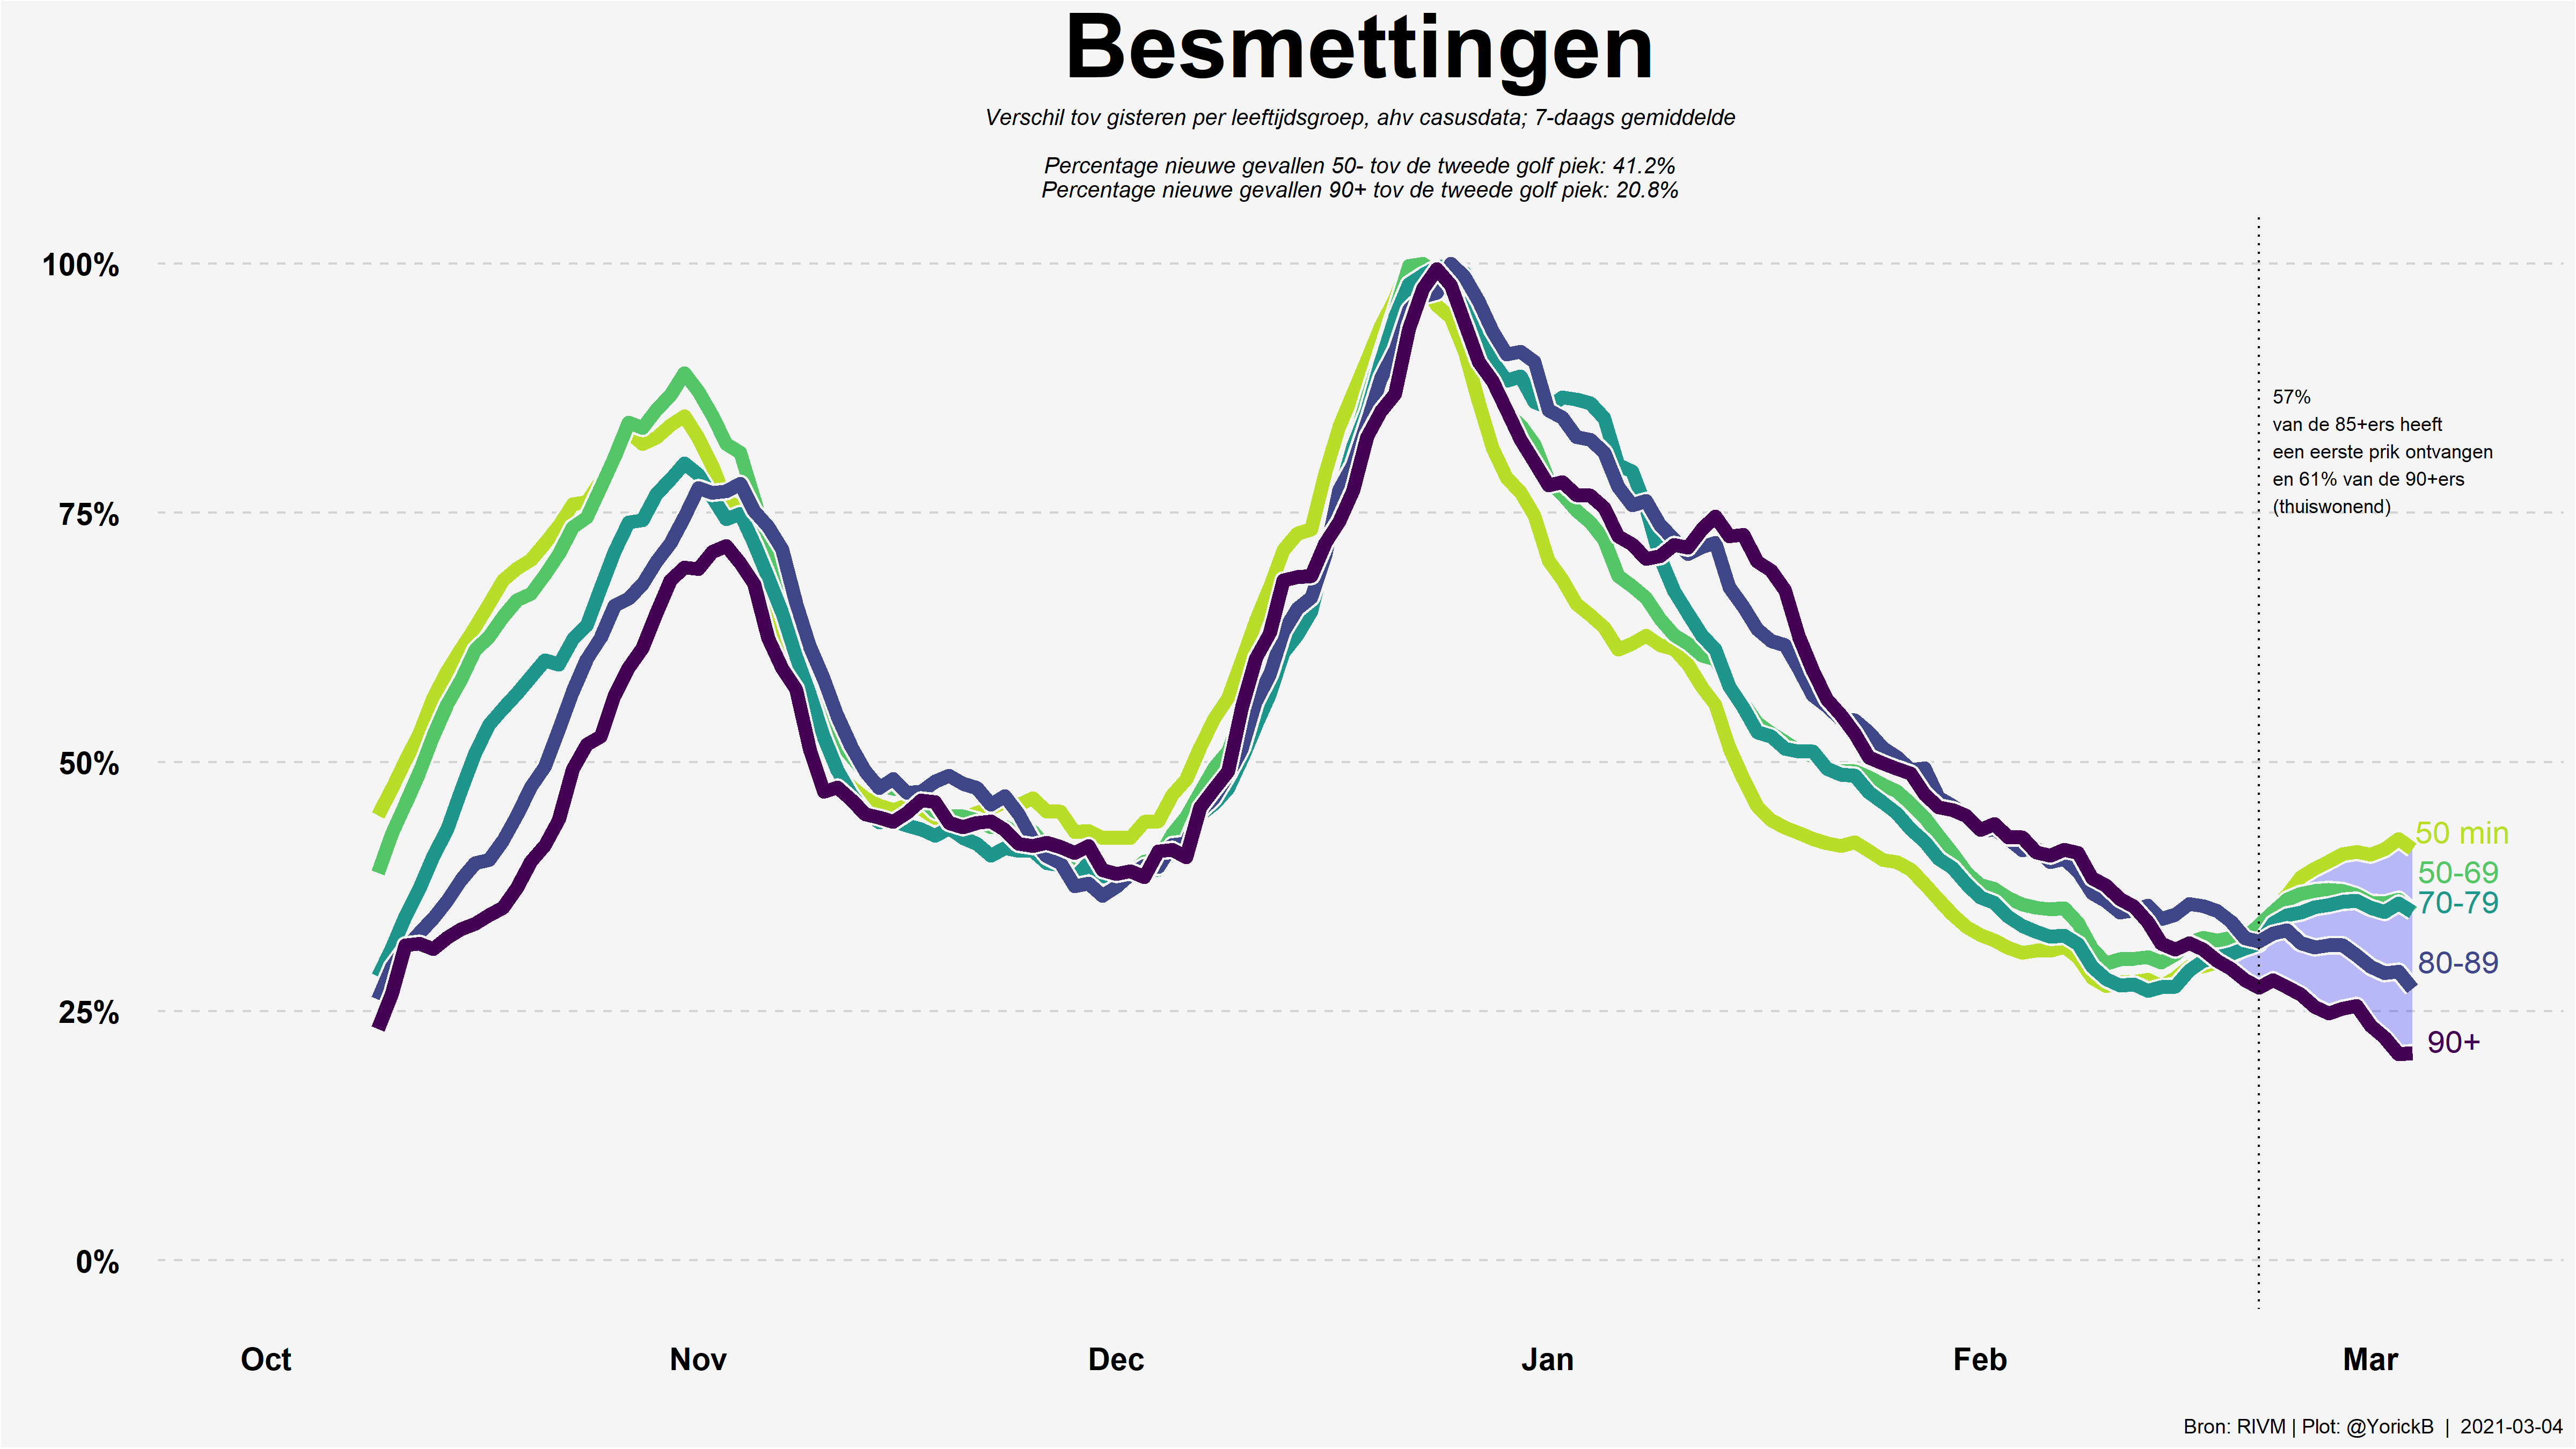 Besmettingen
Verschil tov gisteren per leeftijdsgroep, ahv casusdata; 7-daags gemiddelde
Percentage nieuwe gevallen 50- tov de tweede golf piek: 41.2%
Percentage nieuwe gevallen 90+ tov de tweede golf piek: 20.8%
100%
57%
van de 85+ers heeft
een eerste prik ontvangen
en 61% van de 90+ers
(thuiswonend)
75%
50%
50 min
50-69
70-79
80-89
25%
90+
0%
Oct Nov Dec Jan Feb Mar
Bron: RIVM | Plot: @YorickB | 2021-03-04